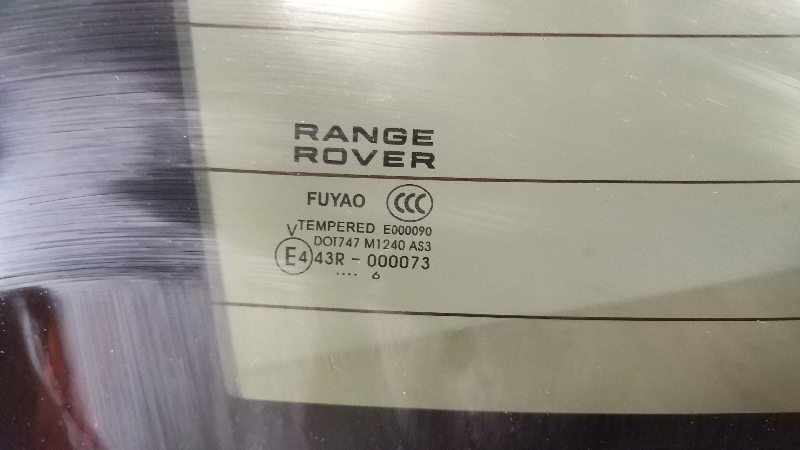 RANGE
ROVER
FUYAO CCC
V TEMPERED E000090
DOT747 M1240 AS3
E4 43R - 000073
.... 6